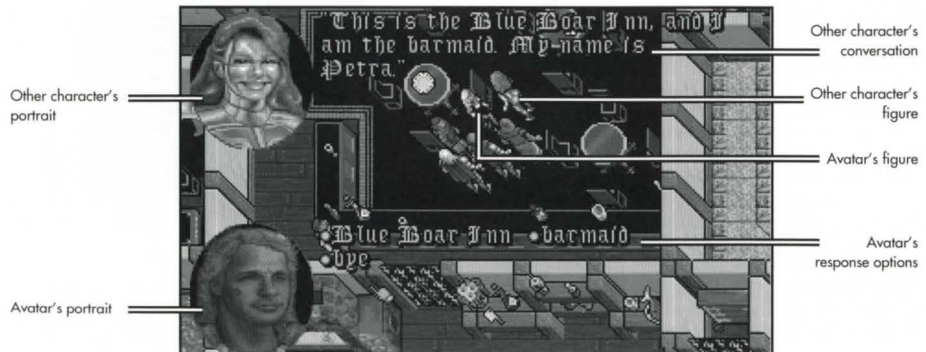 "This is the Blue Boar Inn, and I
am the barmaid. My name is
Petra."
Other character's
conversation
Other character's
portrait
Other character's
figure
Avatar's figure
Blue Boar Inn barmaid
bye
Avatar's
response options
Avatar's portrait